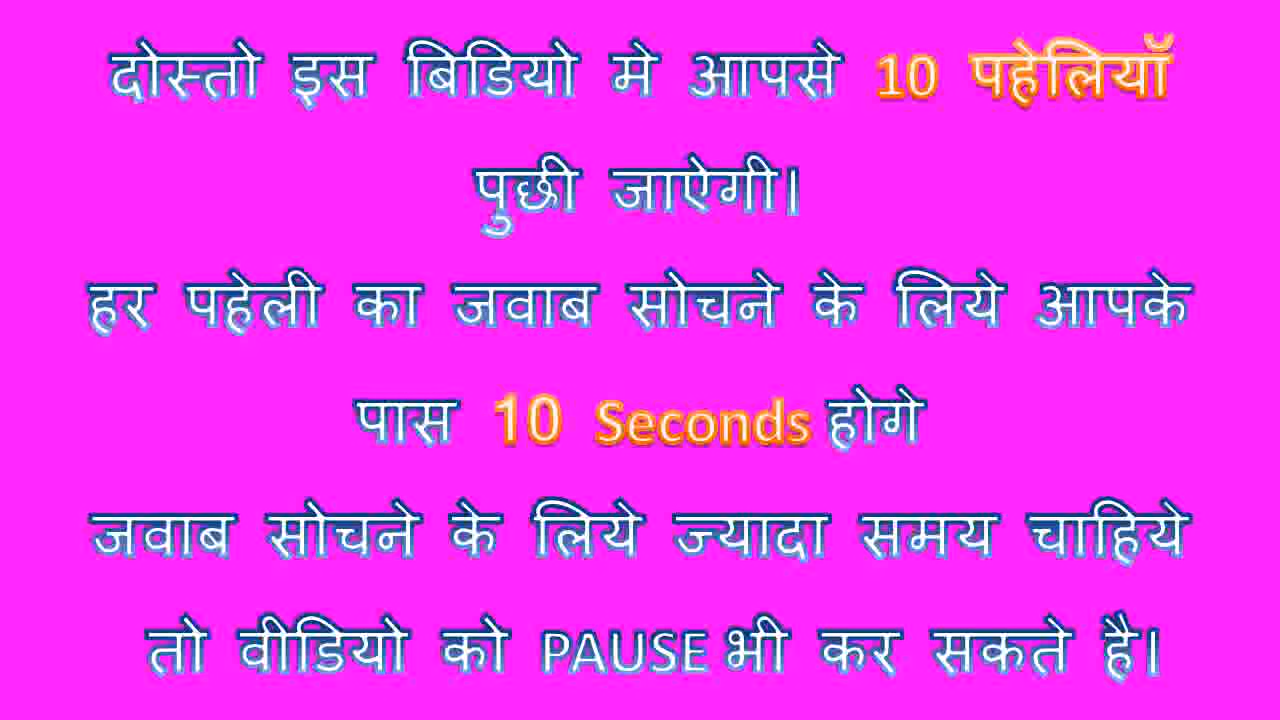 दोस्तो इस बिडियो मे आपसे 10 पहेलियॉ
पुछी जाऐगी।
हर पहेली का जवाब सोचने के लिये आपके
पास 10 Seconds होगे
जवाब सोचने के लिये ज्यादा समय चाहिये
तो वीडियो को PAUSE भी कर सकते है।